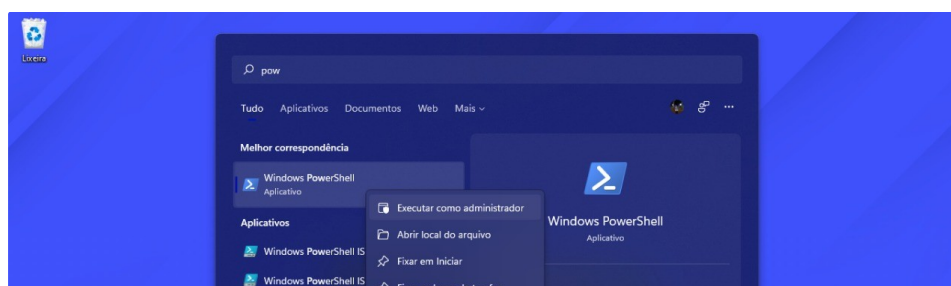 Lixeira
pow
Tudo Aplicativos Documentos Web Mais
Melhor correspondência
Windows PowerShell
Aplicativo
Executar como administrador
Windows PowerShell
Aplicativo
Aplicativos
Abrir local do arquivo
Windows PowerShell IS
Fixar em Iniciar
Windows PowerShell IS